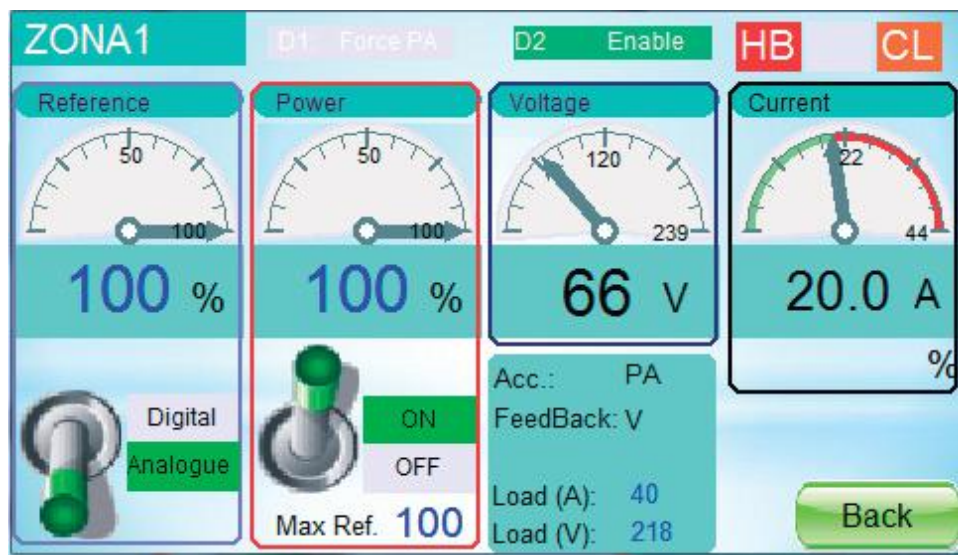 ZONA1
D1 Force PA
D2 Enable
HB
CL
Reference
50
100
100 %
Digital
Analogue
Power
50
100
100 %
ON
OFF
Max Ref. 100
Voltage
120
239
66 V
Acc.: PA
FeedBack: V
Load (A): 40
Load (V): 218
Current
22
44
20.0 A
%
Back